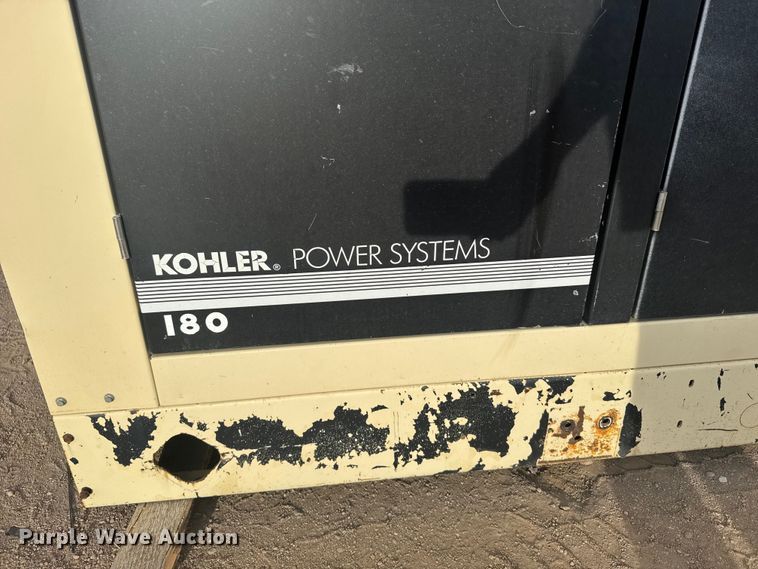 KOHLER® POWER SYSTEMS
180
Purple Wave Auction